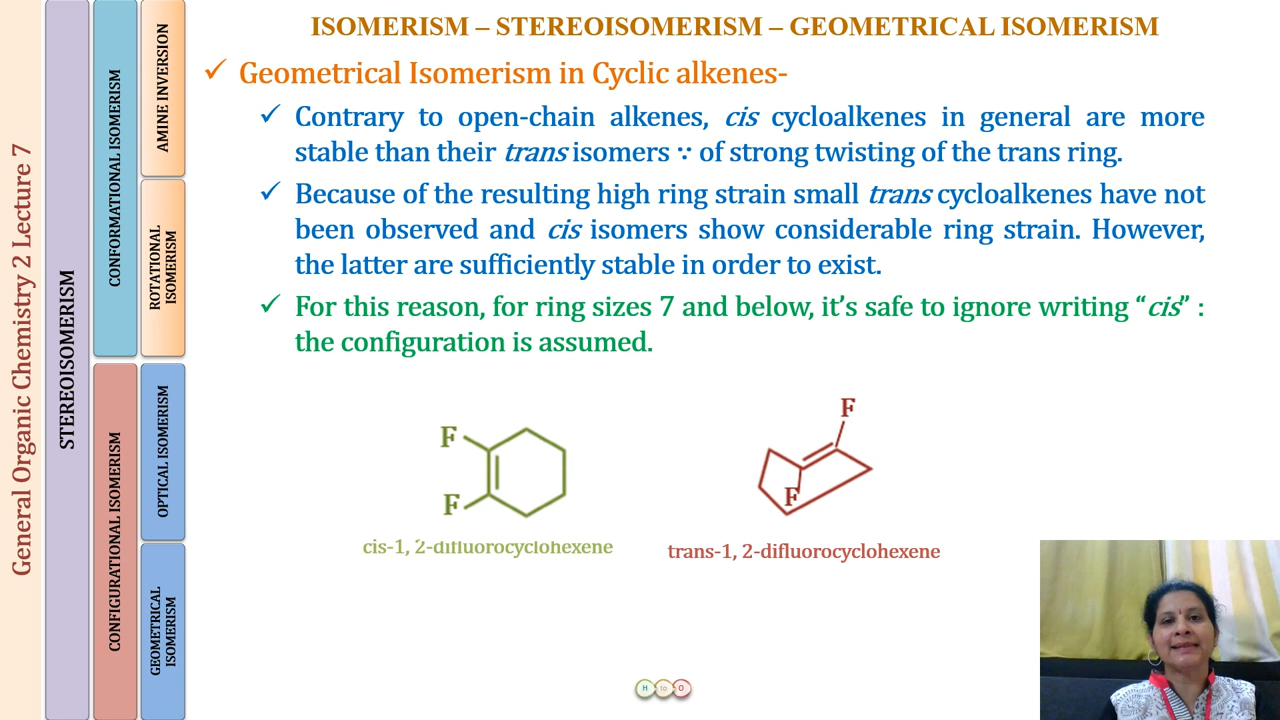 ISOMERISM – STEREOISOMERISM – GEOMETRICAL ISOMERISM
✓ Geometrical Isomerism in Cyclic alkenes-
✓ Contrary to open-chain alkenes, cis cycloalkenes in general are more
stable than their trans isomers ∵ of strong twisting of the trans ring.
✓ Because of the resulting high ring strain small trans cycloalkenes have not
been observed and cis isomers show considerable ring strain. However,
the latter are sufficiently stable in order to exist.
✓ For this reason, for ring sizes 7 and below, it's safe to ignore writing “cis” :
the configuration is assumed.
F
F
cis-1, 2-difluorocyclohexene
F
F
trans-1, 2-difluorocyclohexene
General Organic Chemistry 2 Lecture 7
STEREOISOMERISM
CONFORMATIONAL ISOMERISM
CONFIGURATIONAL ISOMERISM
AMINE INVERSION
ROTATIONAL
ISOMERISM
OPTICAL ISOMERISM
GEOMETRICAL
ISOMERISM
H to O